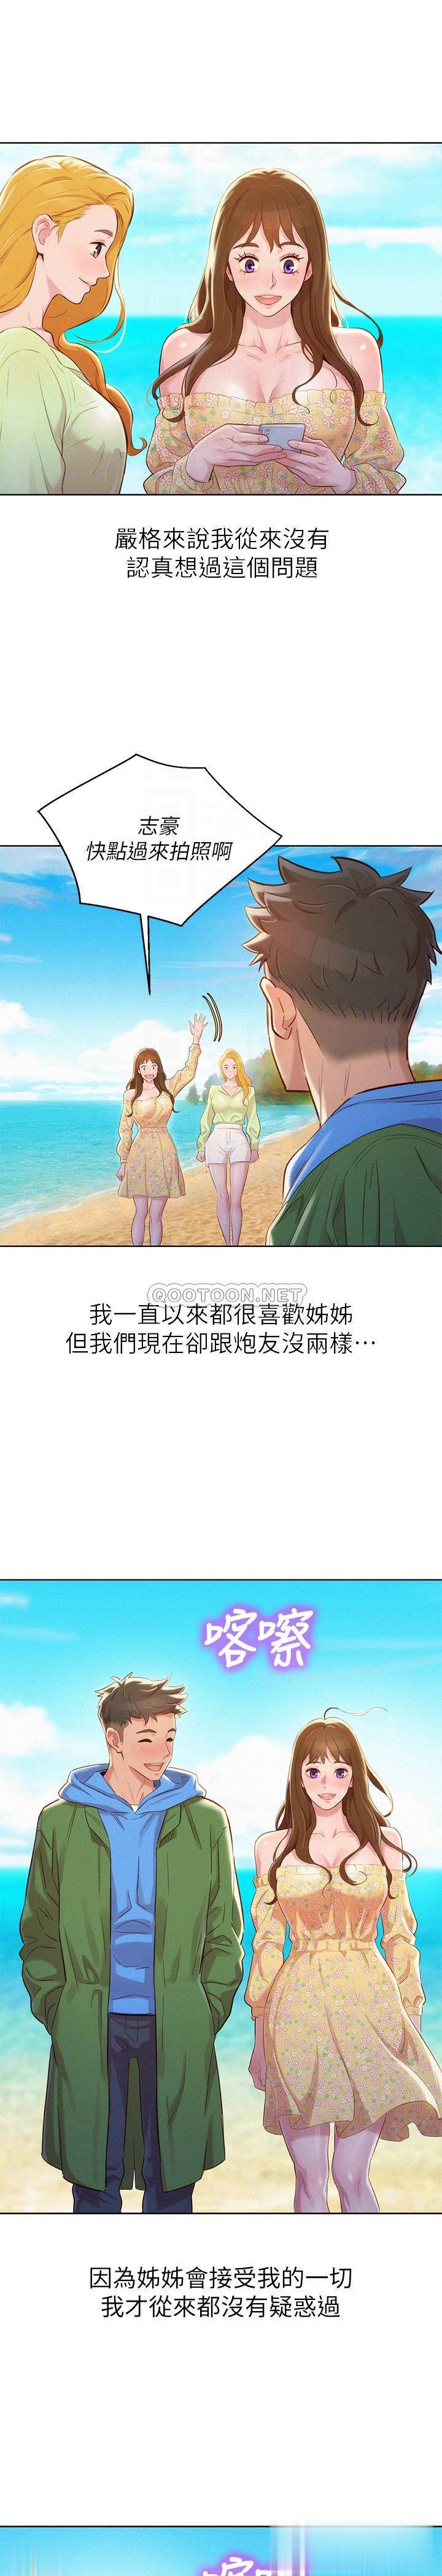 嚴格來說我從來沒有
認真想過這個問題
志豪
快點過來拍照啊
QOOTOON.NET
我一直以來都很喜歡姊姊
但我們現在卻跟炮友沒兩樣…
喀嚓
因為姊姊會接受我的一切
我才從來都沒有疑惑過
喀嚓